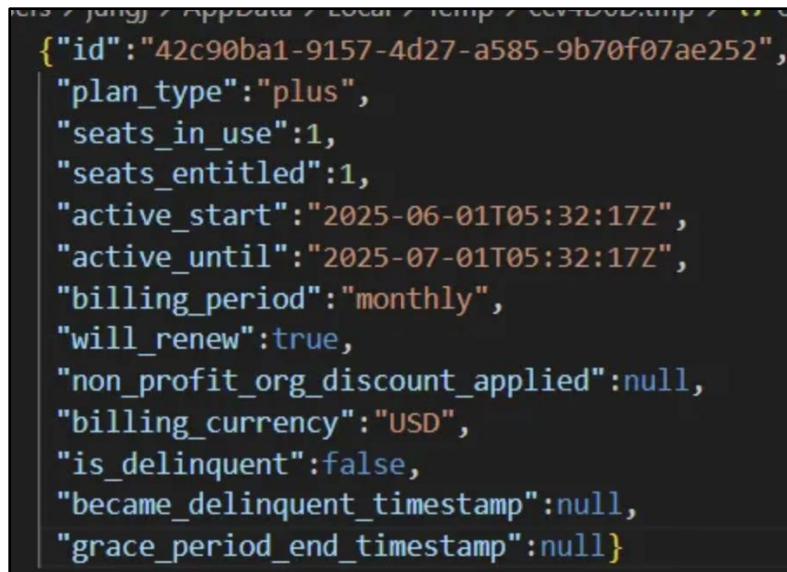 {"id":"42c90ba1-9157-4d27-a585-9b70f07ae252",
"plan_type":"plus",
"seats_in_use":1,
"seats_entitled":1,
"active_start":"2025-06-01T05:32:17Z",
"active_until":"2025-07-01T05:32:17Z",
"billing_period":"monthly",
"will_renew":true,
"non_profit_org_discount_applied":null,
"billing_currency":"USD",
"is_delinquent":false,
"became_delinquent_timestamp":null,
"grace_period_end_timestamp":null}